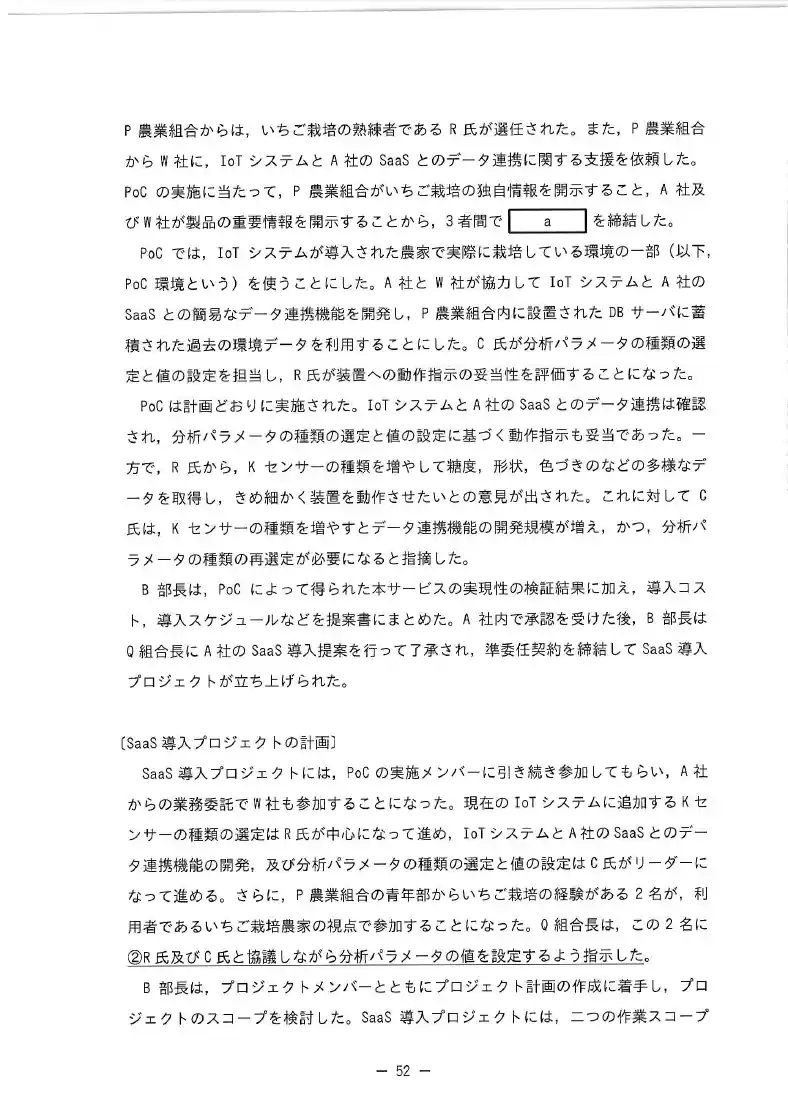 P 農業組合からは，いちご栽培の熟練者である R 氏が選任された。また，P 農業組合
から W 社に，IoT システムと A 社の SaaS とのデータ連携に関する支援を依頼した。
PoC の実施に当たって，P 農業組合がいちご栽培の独自情報を開示すること，A 社及
び W 社が製品の重要情報を開示することから，3 者間で a を締結した。
PoC では，IoT システムが導入された農家で実際に栽培している環境の一部（以下，
PoC 環境という）を使うことにした。A 社と W 社が協力して IoT システムと A 社の
SaaS との簡易なデータ連携機能を開発し，P 農業組合内に設置された DB サーバに蓄
積された過去の環境データを利用することにした。C 氏が分析パラメータの種類の選
定と値の設定を担当し，R 氏が装置への動作指示の妥当性を評価することになった。
PoC は計画どおりに実施された。IoT システムと A 社の SaaS とのデータ連携は確認
され，分析パラメータの種類の選定と値の設定に基づく動作指示も妥当であった。一
方で，R 氏から，K センサーの種類を増やして糖度，形状，色づきのなどの多様なデ
ータを取得し，きめ細かく装置を動作させたいとの意見が出された。これに対して C
氏は，K センサーの種類を増やすとデータ連携機能の開発規模が増え，かつ，分析パ
ラメータの種類の再選定が必要になると指摘した。
B 部長は，PoC によって得られた本サービスの実現性の検証結果に加え，導入コス
ト，導入スケジュールなどを提案書にまとめた。A 社内で承認を受けた後，B 部長は
Q 組合長に A 社の SaaS 導入提案を行って了承され，準委任契約を締結して SaaS 導入
プロジェクトが立ち上げられた。
〔SaaS 導入プロジェクトの計画〕
SaaS 導入プロジェクトには，PoC の実施メンバーに引き続き参加してもらい，A 社
からの業務委託で W 社も参加することになった。現在の IoT システムに追加する K セ
ンサーの種類の選定は R 氏が中心になって進め，IoT システムと A 社の SaaS とのデー
タ連携機能の開発，及び分析パラメータの種類の選定と値の設定は C 氏がリーダーに
なって進める。さらに，P 農業組合の青年部からいちご栽培の経験がある 2 名が，利
用者であるいちご栽培農家の視点で参加することになった。Q 組合長は，この 2 名に
②R 氏及び C 氏と協議しながら分析パラメータの値を設定するよう指示した。
B 部長は，プロジェクトメンバーとともにプロジェクト計画の作成に着手し，プロ
ジェクトのスコープを検討した。SaaS 導入プロジェクトには，二つの作業スコープ
― 52 ―